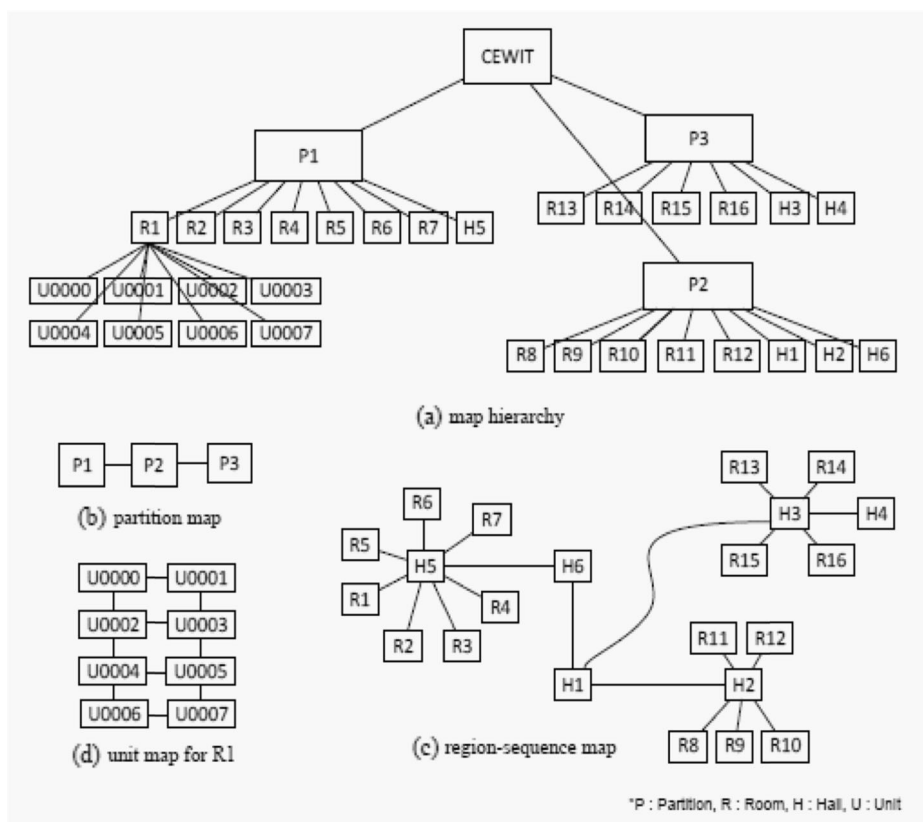 CEWIT
P1
P3
R13 R14 R15 R16 H3 H4
R1 R2 R3 R4 R5 R6 R7 H5
U0000 U0001 U0002 U0003
P2
U0004 U0005 U0006 U0007
R8 R9 R10 R11 R12 H1 H2 H6
(a) map hierarchy
P1 P2 P3
(b) partition map
R13 R14
R6
R7
H3 H4
R5
H5 H6
R15 R16
R1
R4
R2 R3
R11 R12
H1 H2
R8 R9 R10
(c) region-sequence map
U0000 U0001
U0002 U0003
U0004 U0005
U0006 U0007
(d) unit map for R1
*P : Partition, R : Room, H : Hall, U : Unit